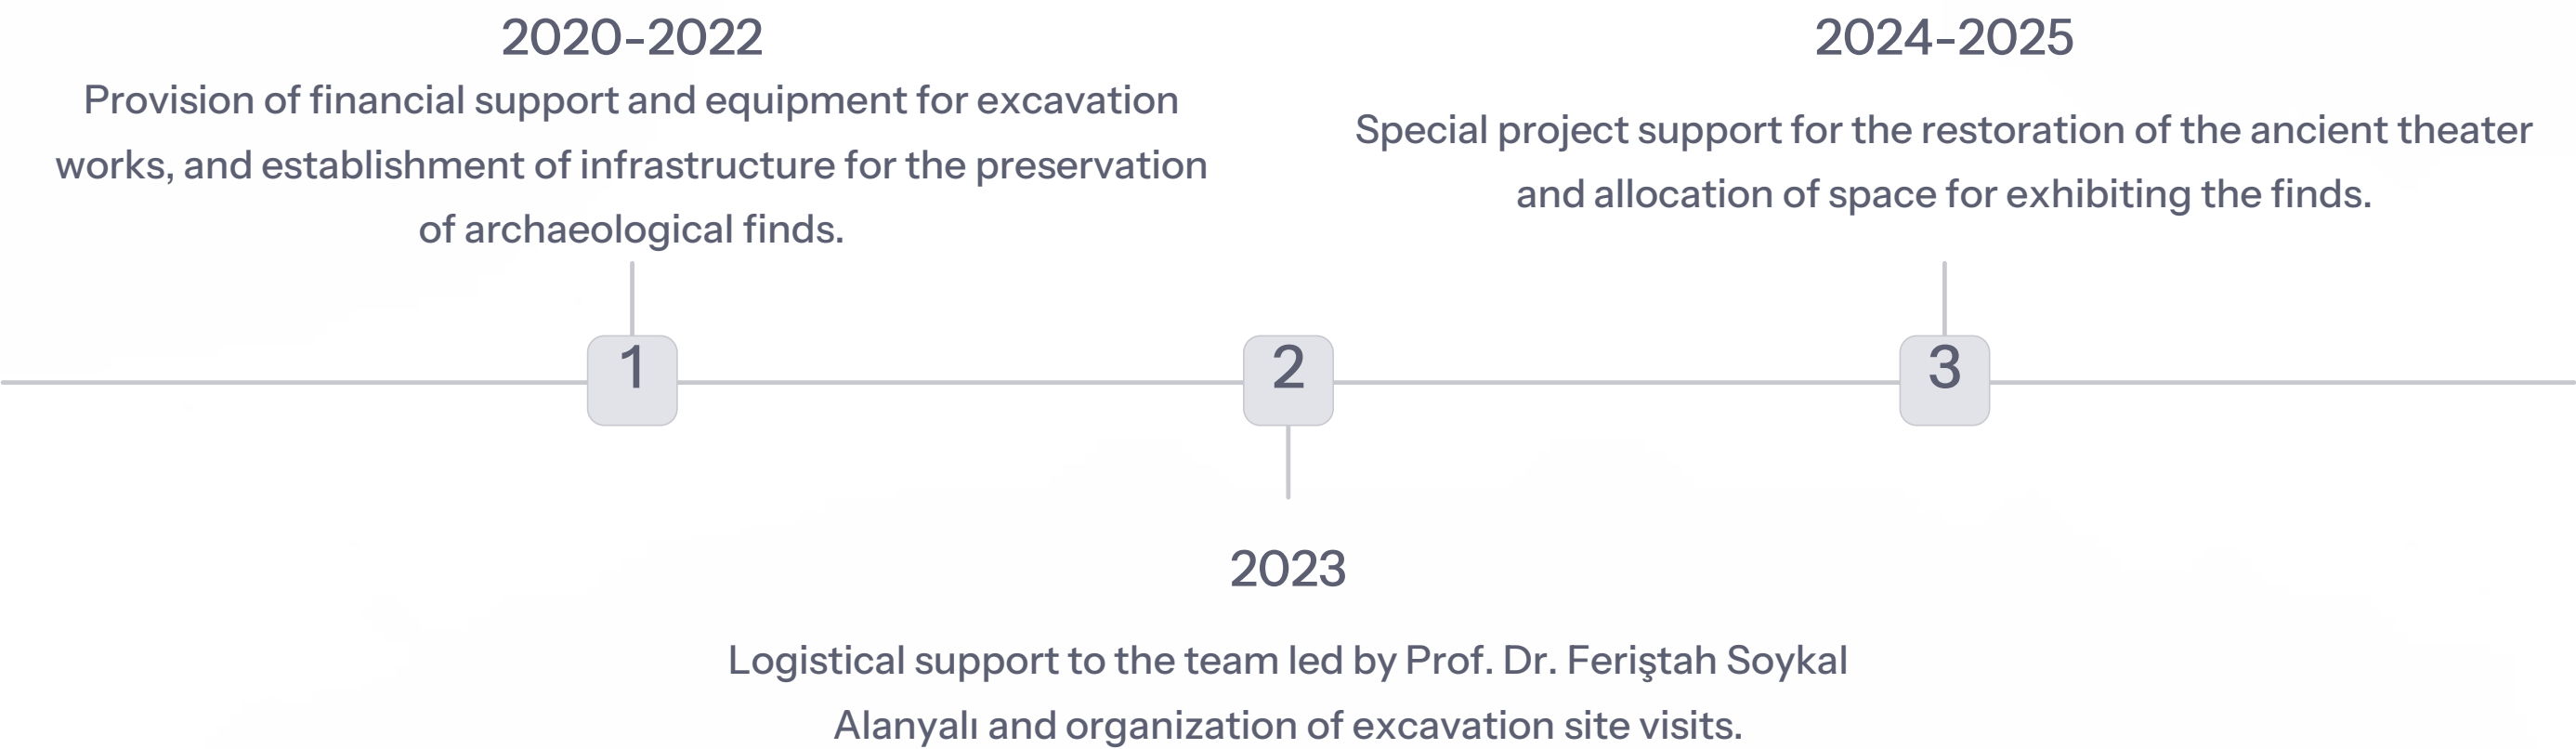 2020-2022
Provision of financial support and equipment for excavation
works, and establishment of infrastructure for the preservation
of archaeological finds.
2024-2025
Special project support for the restoration of the ancient theater
and allocation of space for exhibiting the finds.
1
2
3
2023
Logistical support to the team led by Prof. Dr. Feriştah Soykal
Alanyalı and organization of excavation site visits.